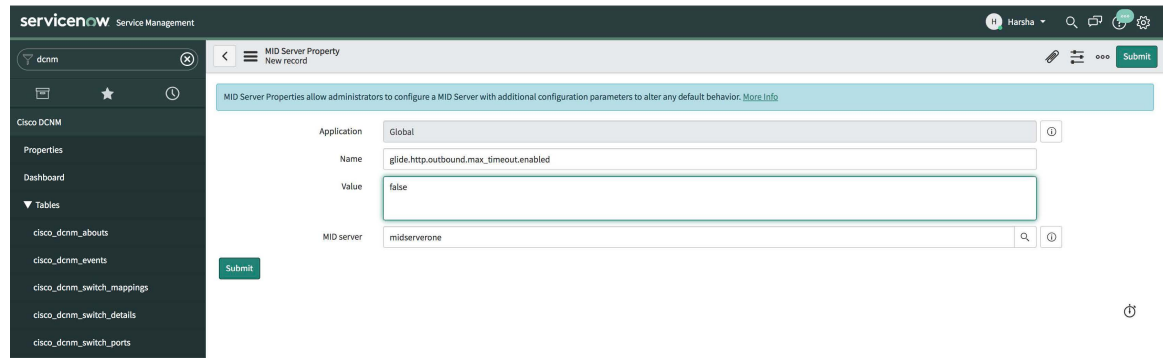 servicenow Service Management
H Harsha
dcnm
MID Server Property
New record
Submit
MID Server Properties allow administrators to configure a MID Server with additional configuration parameters to alter any default behavior. More Info
Cisco DCNM
Application Global
Properties
Name glide.http.outbound.max_timeout.enabled
Dashboard
Value false
Tables
cisco_dcnm_abouts
MID server midserverone
cisco_dcnm_events
Submit
cisco_dcnm_switch_mappings
cisco_dcnm_switch_details
cisco_dcnm_switch_ports